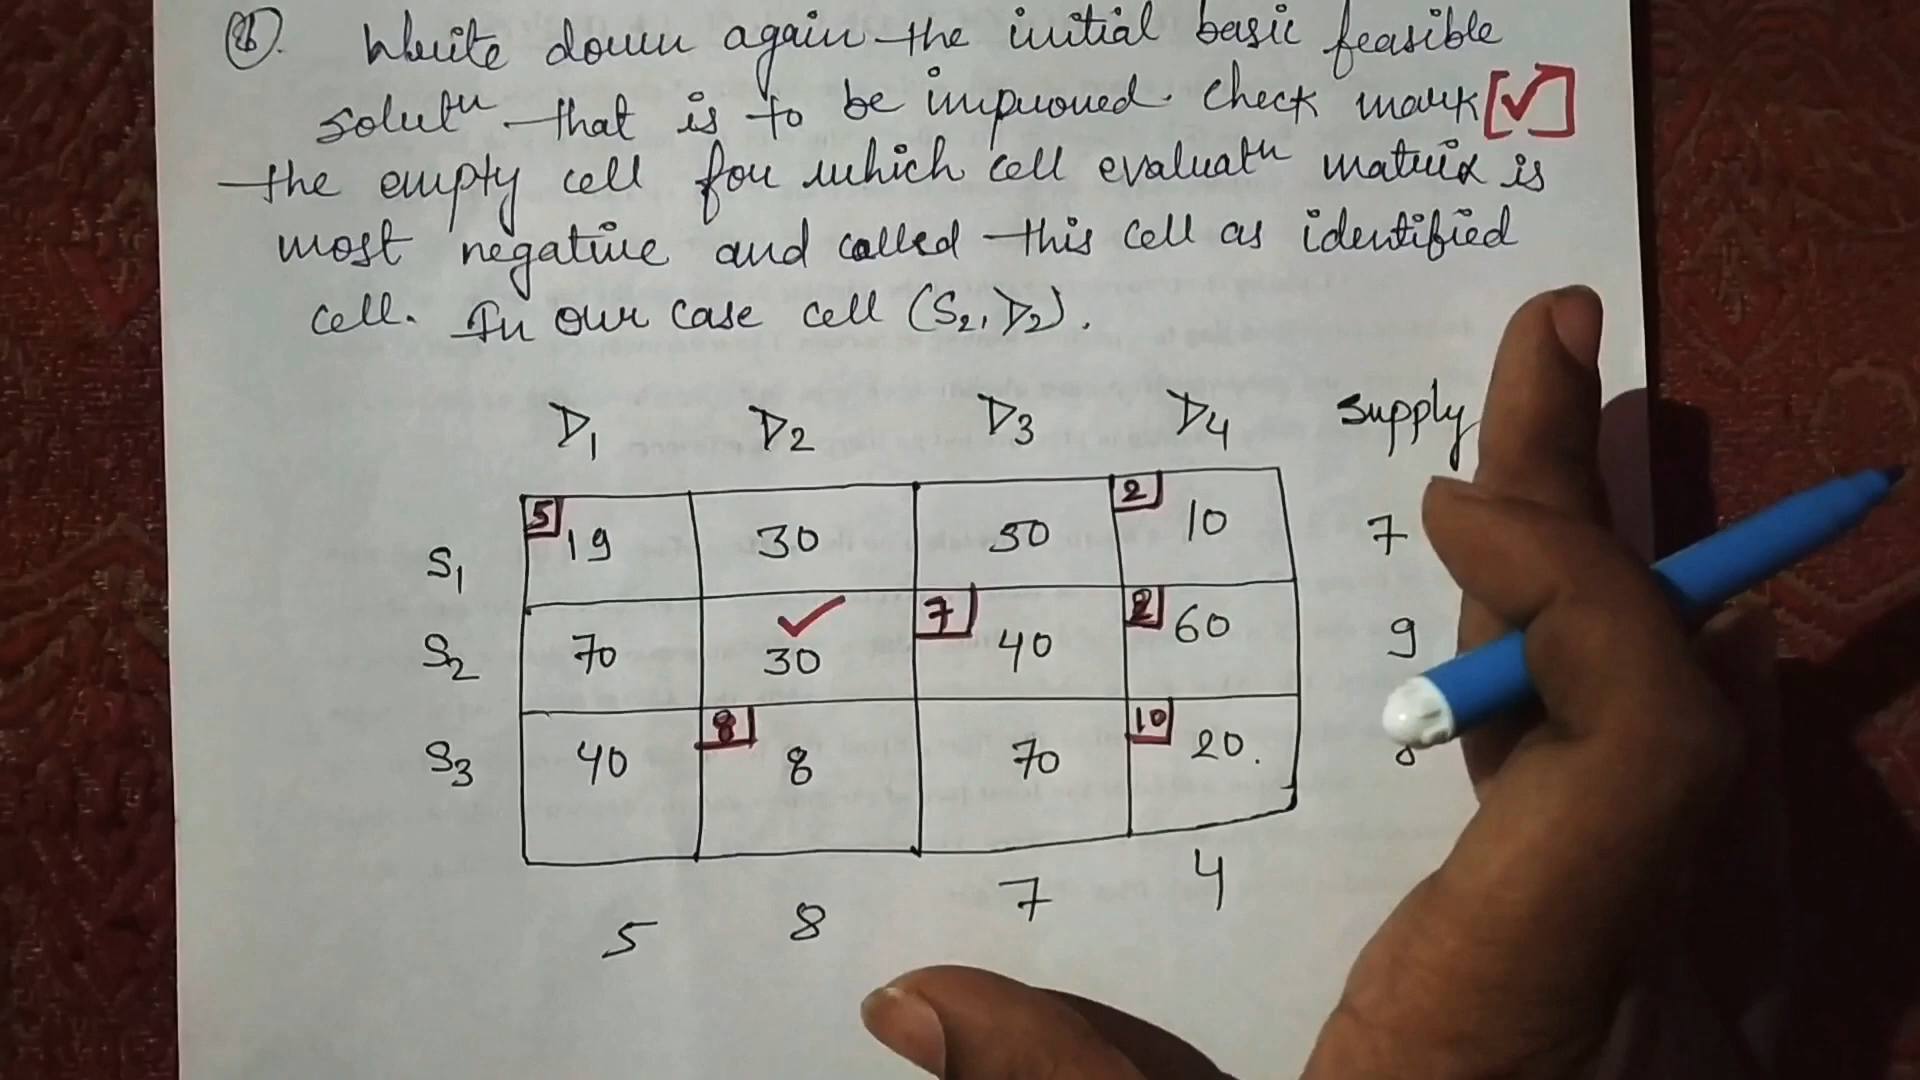 ⑧. Write down again the initial basic feasible
solutn that is to be improved. Check mark [✓]
the empty cell for which cell evaluatn matrix is
most negative and called this cell as identified
cell. In our case cell (S2, D2).
D1 D2 D3 D4 Supply
S1 5 19 30 50 2 10 7
S2 70 ✓ 30 7 40 2 60 9
S3 40 8 8 70 10 20.
5 8 7 4